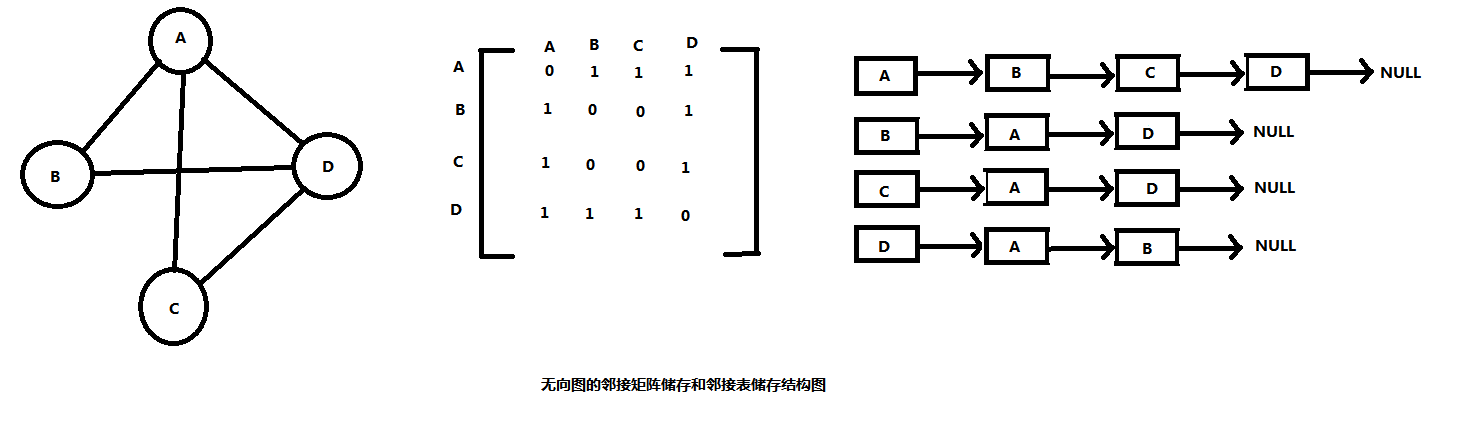 A
B
D
C
A B C D
A 0 1 1 1
B 1 0 0 1
C 1 0 0 1
D 1 1 1 0
A B C D NULL
B A D NULL
C A D NULL
D A B NULL
无向图的邻接矩阵储存和邻接表储存结构图